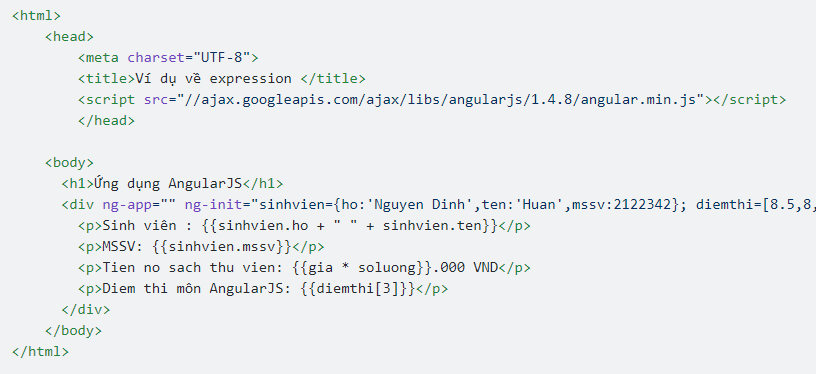 <html>
<head>
<meta charset="UTF-8">
<title>Ví dụ về expression </title>
<script src="//ajax.googleapis.com/ajax/libs/angularjs/1.4.8/angular.min.js"></script>
</head>
<body>
<h1>Ứng dụng AngularJS</h1>
<div ng-app="" ng-init="sinhvien={ho:'Nguyen Dinh',ten:'Huan',mssv:2122342}; diemthi=[8.5,8,
<p>Sinh viên : {{sinhvien.ho + " " + sinhvien.ten}}</p>
<p>MSSV: {{sinhvien.mssv}}</p>
<p>Tien no sach thu vien: {{gia * soluong}}.000 VND</p>
<p>Diem thi môn AngularJS: {{diemthi[3]}}</p>
</div>
</body>
</html>